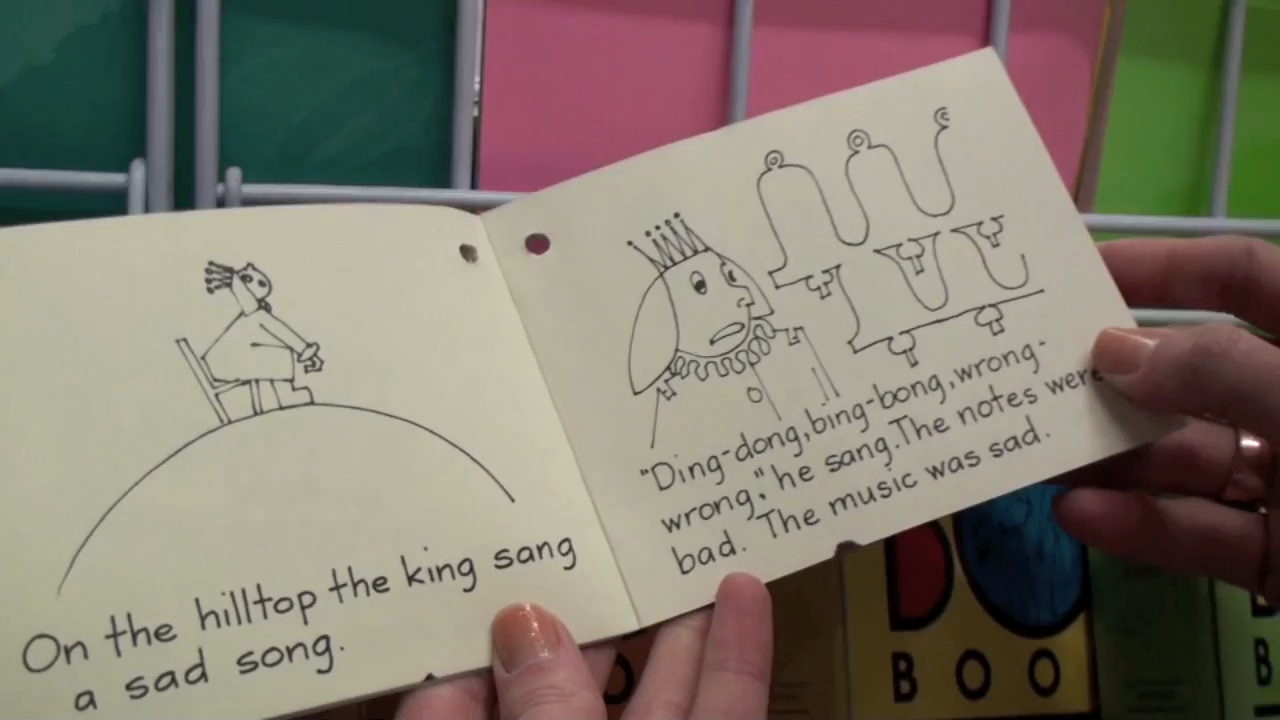 On the hilltop the king sang
a sad song.
"Ding-dong, bing-bong, wrong-
wrong," he sang. The notes were
bad. The music was sad.
BOO